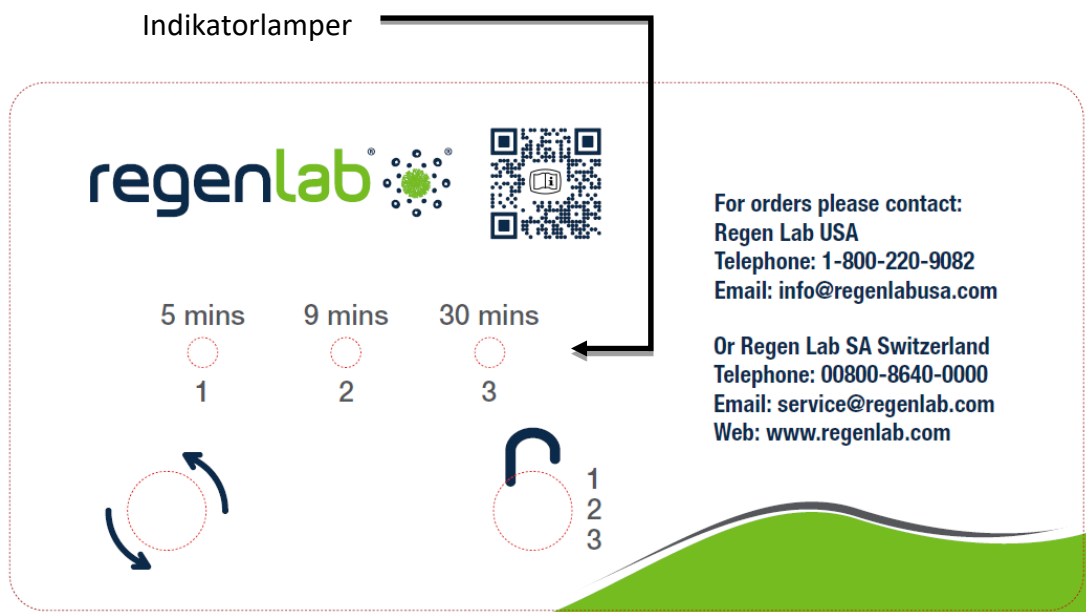 Indikatorlamper
regenlab® ®
For orders please contact:
Regen Lab USA
Telephone: 1-800-220-9082
Email: info@regenlabusa.com
5 mins 9 mins 30 mins
1 2 3
Or Regen Lab SA Switzerland
Telephone: 00800-8640-0000
Email: service@regenlab.com
Web: www.regenlab.com
1
2
3